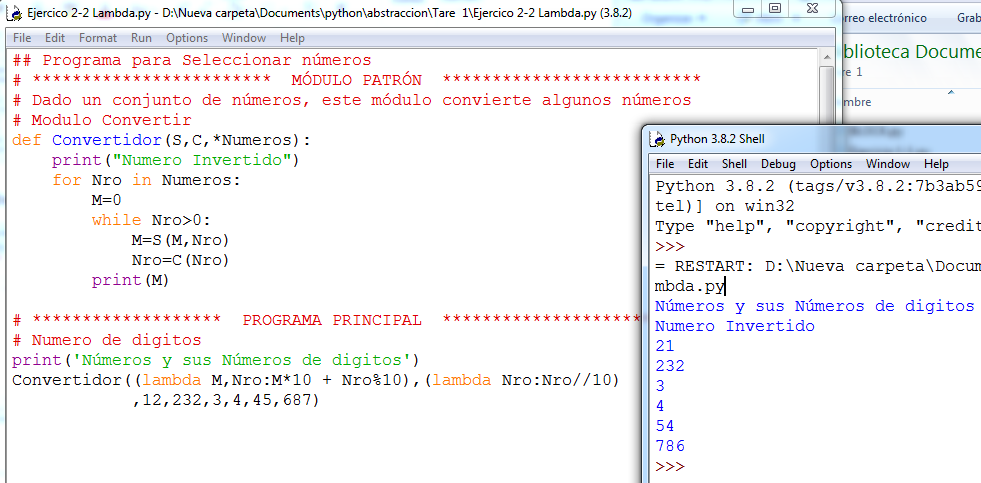 Ejercico 2-2 Lambda.py - D:\Nueva carpeta\Documents\python\abstraccion\Tare 1\Ejercico 2-2 Lambda.py (3.8.2)
File Edit Format Run Options Window Help
## Programa para Seleccionar números
# ************************ MÓDULO PATRÓN **************************
# Dado un conjunto de números, este módulo convierte algunos números
# Modulo Convertir
def Convertidor(S,C,*Numeros):
    print("Numero Invertido")
    for Nro in Numeros:
        M=0
        while Nro>0:
            M=S(M,Nro)
            Nro=C(Nro)
        print(M)
# ******************* PROGRAMA PRINCIPAL ********************
# Numero de digitos
print('Números y sus Números de digitos')
Convertidor((lambda M,Nro:M*10 + Nro%10),(lambda Nro:Nro//10)
            ,12,232,3,4,45,687)
rreo electrónico Grab
blioteca Docume
re 1
mbre
Python 3.8.2 Shell
File Edit Shell Debug Options Window Help
Python 3.8.2 (tags/v3.8.2:7b3ab59
tel)] on win32
Type "help", "copyright", "credit
>>>
= RESTART: D:\Nueva carpeta\Docum
mbda.py
Números y sus Números de digitos
Numero Invertido
21
232
3
4
54
786
>>>